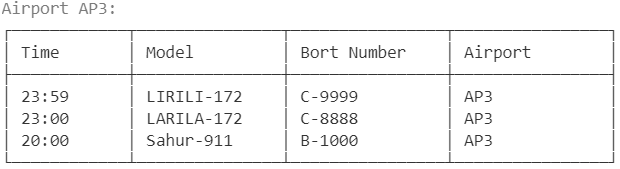 Airport AP3:
Time Model Bort Number Airport
23:59 LIRILI-172 C-9999 AP3
23:00 LARILA-172 C-8888 AP3
20:00 Sahur-911 B-1000 AP3